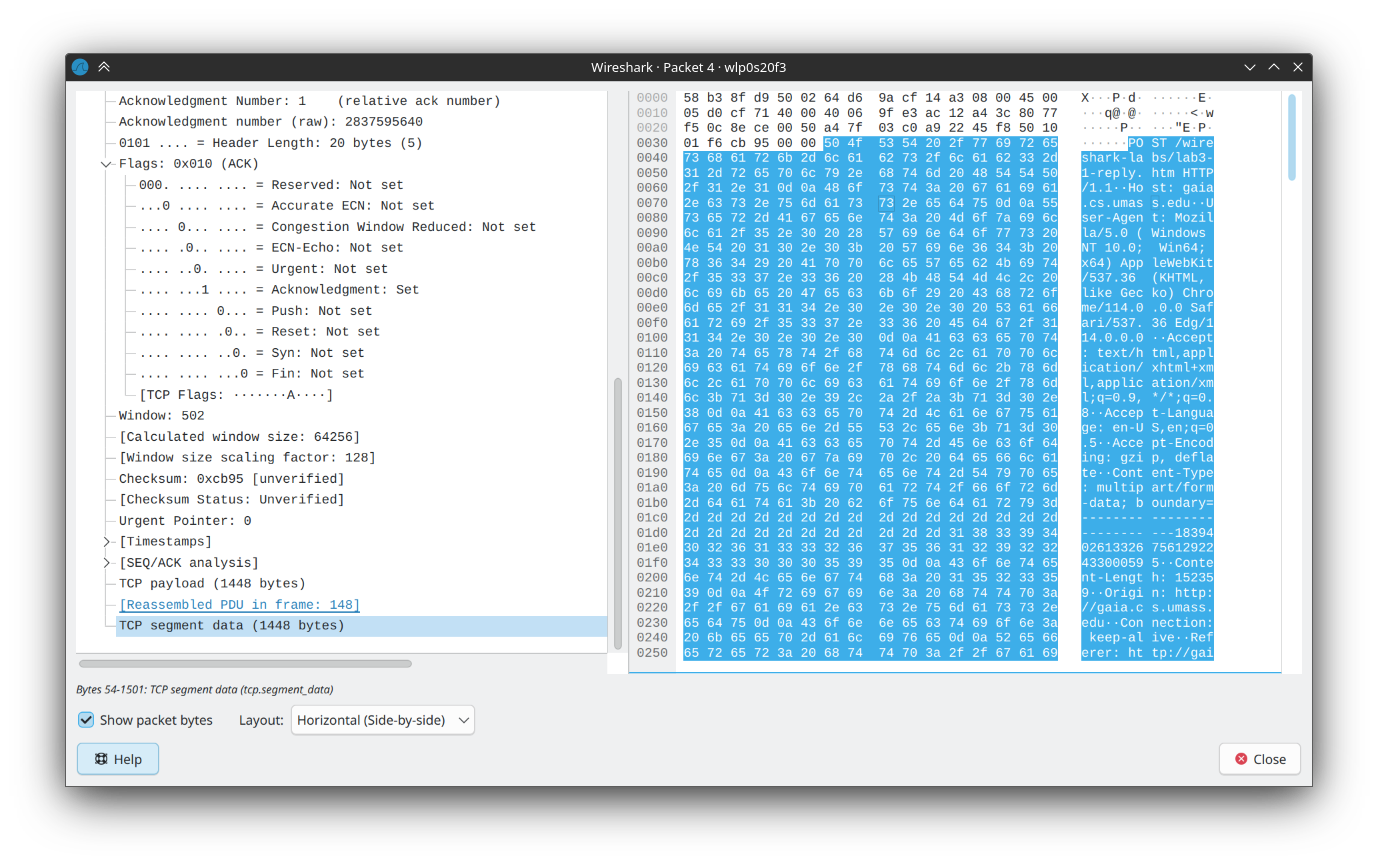 Wireshark · Packet 4 · wlp0s20f3
Acknowledgment Number: 1    (relative ack number)
Acknowledgment number (raw): 2837595640
0101 .... = Header Length: 20 bytes (5)
Flags: 0x010 (ACK)
000. .... .... = Reserved: Not set
...0 .... .... = Accurate ECN: Not set
.... 0... .... = Congestion Window Reduced: Not set
.... .0.. .... = ECN-Echo: Not set
.... ..0. .... = Urgent: Not set
.... ...1 .... = Acknowledgment: Set
.... .... 0... = Push: Not set
.... .... .0.. = Reset: Not set
.... .... ..0. = Syn: Not set
.... .... ...0 = Fin: Not set
[TCP Flags: ·······A····]
Window: 502
[Calculated window size: 64256]
[Window size scaling factor: 128]
Checksum: 0xcb95 [unverified]
[Checksum Status: Unverified]
Urgent Pointer: 0
[Timestamps]
[SEQ/ACK analysis]
TCP payload (1448 bytes)
[Reassembled PDU in frame: 148]
TCP segment data (1448 bytes)
0000 58 b3 8f d9 50 02 64 d6 9a cf 14 a3 08 00 45 00 X···P·d· ······E·
0010 05 d0 cf 71 40 00 40 06 9f e3 ac 12 a4 3c 80 77 ···q@·@· ·····<·w
0020 f5 0c 8e ce 00 50 a4 7f 03 c0 a9 22 45 f8 50 10 ·····P·· ···"E·P·
0030 01 f6 cb 95 00 00 50 4f 53 54 20 2f 77 69 72 65 ······PO ST /wire
0040 73 68 61 72 6b 2d 6c 61 62 73 2f 6c 61 62 33 2d shark-la bs/lab3-
0050 31 2d 72 65 70 6c 79 2e 68 74 6d 20 48 54 54 50 1-reply. htm HTTP
0060 2f 31 2e 31 0d 0a 48 6f 73 74 3a 20 67 61 69 61 /1.1··Ho st: gaia
0070 2e 63 73 2e 75 6d 61 73 73 2e 65 64 75 0d 0a 55 .cs.umas s.edu··U
0080 73 65 72 2d 41 67 65 6e 74 3a 20 4d 6f 7a 69 6c ser-Agen t: Mozil
0090 6c 61 2f 35 2e 30 20 28 57 69 6e 64 6f 77 73 20 la/5.0 ( Windows
00a0 4e 54 20 31 30 2e 30 3b 20 57 69 6e 36 34 3b 20 NT 10.0;  Win64;
00b0 78 36 34 29 20 41 70 70 6c 65 57 65 62 4b 69 74 x64) App leWebKit
00c0 2f 35 33 37 2e 33 36 20 28 4b 48 54 4d 4c 2c 20 /537.36  (KHTML,
00d0 6c 69 6b 65 20 47 65 63 6b 6f 29 20 43 68 72 6f like Gec ko) Chro
00e0 6d 65 2f 31 31 34 2e 30 2e 30 2e 30 20 53 61 66 me/114.0 .0.0 Saf
00f0 61 72 69 2f 35 33 37 2e 33 36 20 45 64 67 2f 31 ari/537. 36 Edg/1
0100 31 34 2e 30 2e 30 2e 30 0d 0a 41 63 63 65 70 74 14.0.0.0 ··Accept
0110 3a 20 74 65 78 74 2f 68 74 6d 6c 2c 61 70 70 6c : text/h tml,appl
0120 69 63 61 74 69 6f 6e 2f 78 68 74 6d 6c 2b 78 6d ication/ xhtml+xm
0130 6c 2c 61 70 70 6c 69 63 61 74 69 6f 6e 2f 78 6d l,applic ation/xm
0140 6c 3b 71 3d 30 2e 39 2c 2a 2f 2a 3b 71 3d 30 2e l;q=0.9, */*;q=0.
0150 38 0d 0a 41 63 63 65 70 74 2d 4c 61 6e 67 75 61 8··Accep t-Langua
0160 67 65 3a 20 65 6e 2d 55 53 2c 65 6e 3b 71 3d 30 ge: en-U S,en;q=0
0170 2e 35 0d 0a 41 63 63 65 70 74 2d 45 6e 63 6f 64 .5··Acce pt-Encod
0180 69 6e 67 3a 20 67 7a 69 70 2c 20 64 65 66 6c 61 ing: gzi p, defla
0190 74 65 0d 0a 43 6f 6e 74 65 6e 74 2d 54 79 70 65 te··Cont ent-Type
01a0 3a 20 6d 75 6c 74 69 70 61 72 74 2f 66 6f 72 6d : multip art/form
01b0 2d 64 61 74 61 3b 20 62 6f 75 6e 64 61 72 79 3d -data; b oundary=
01c0 2d 2d 2d 2d 2d 2d 2d 2d 2d 2d 2d 2d 2d 2d 2d 2d -------- --------
01d0 2d 2d 2d 2d 2d 2d 2d 2d 2d 2d 2d 31 38 33 39 34 -------- ---18394
01e0 30 32 36 31 33 33 32 36 37 35 36 31 32 39 32 32 02613326 75612922
01f0 34 33 33 30 30 30 35 39 35 0d 0a 43 6f 6e 74 65 43300059 5··Conte
0200 6e 74 2d 4c 65 6e 67 74 68 3a 20 31 35 32 33 35 nt-Lengt h: 15235
0210 39 0d 0a 4f 72 69 67 69 6e 3a 20 68 74 74 70 3a 9··Origi n: http:
0220 2f 2f 67 61 69 61 2e 63 73 2e 75 6d 61 73 73 2e //gaia.c s.umass.
0230 65 64 75 0d 0a 43 6f 6e 6e 65 63 74 69 6f 6e 3a edu··Con nection:
0240 20 6b 65 65 70 2d 61 6c 69 76 65 0d 0a 52 65 66  keep-al ive··Ref
0250 65 72 65 72 3a 20 68 74 74 70 3a 2f 2f 67 61 69 erer: ht tp://gai
Bytes 54-1501: TCP segment data (tcp.segment_data)
Show packet bytes
Layout: Horizontal (Side-by-side)
Help
Close